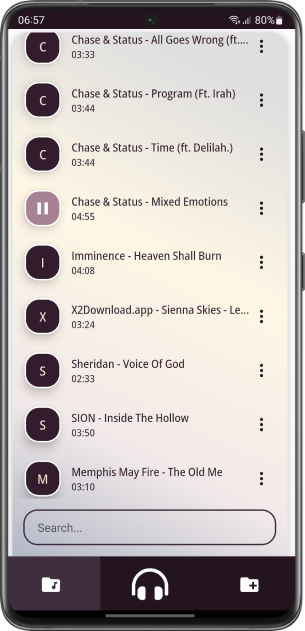 06:57
80%
C
Chase & Status - All Goes Wrong (ft....
03:33
C
Chase & Status - Program (Ft. Irah)
03:44
C
Chase & Status - Time (ft. Delilah.)
03:44
Chase & Status - Mixed Emotions
04:55
I
Imminence - Heaven Shall Burn
04:08
X
X2Download.app - Sienna Skies - Le...
03:24
S
Sheridan - Voice Of God
02:33
S
SION - Inside The Hollow
03:50
M
Memphis May Fire - The Old Me
03:10
Search...